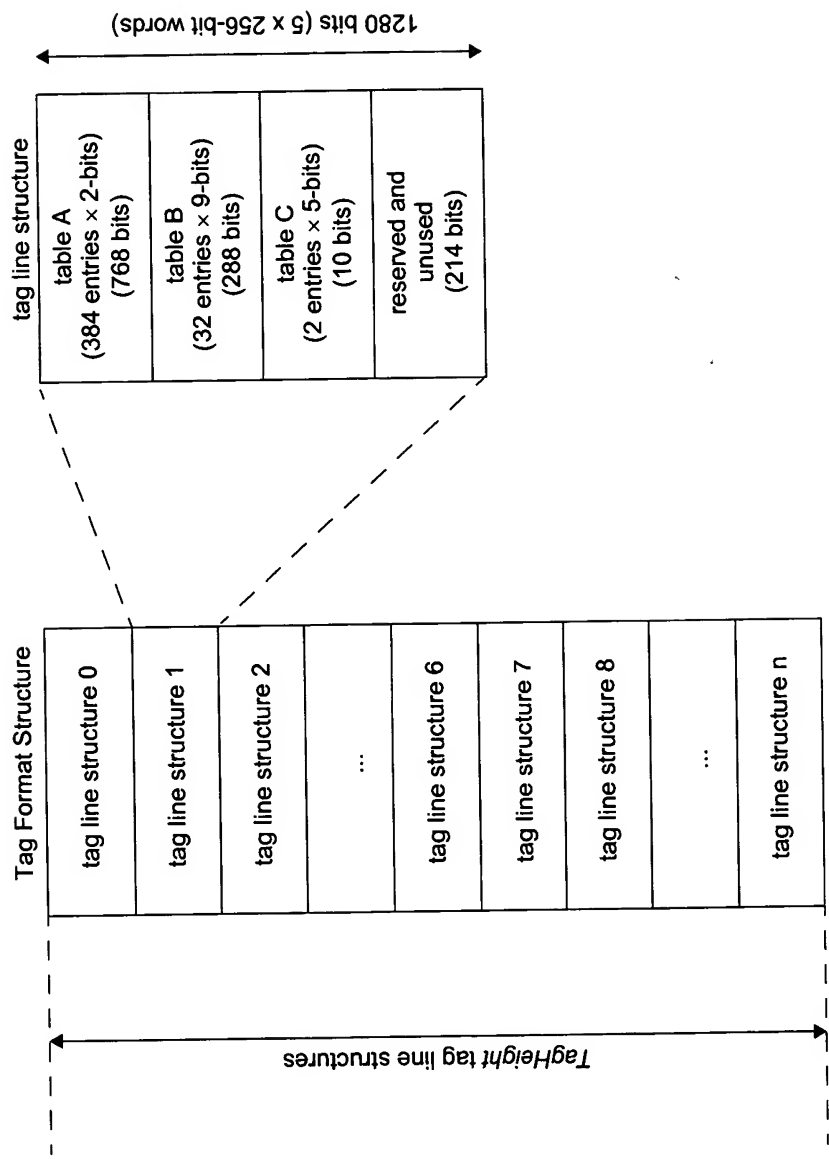 Tag Format Structure
tag line structure 0
tag line structure 1
tag line structure 2
...
tag line structure 6
tag line structure 7
tag line structure 8
...
tag line structure n
TagHeight tag line structures
tag line structure
table A
(384 entries × 2-bits)
(768 bits)
table B
(32 entries × 9-bits)
(288 bits)
table C
(2 entries × 5-bits)
(10 bits)
reserved and
unused
(214 bits)
1280 bits (5 x 256-bit words)